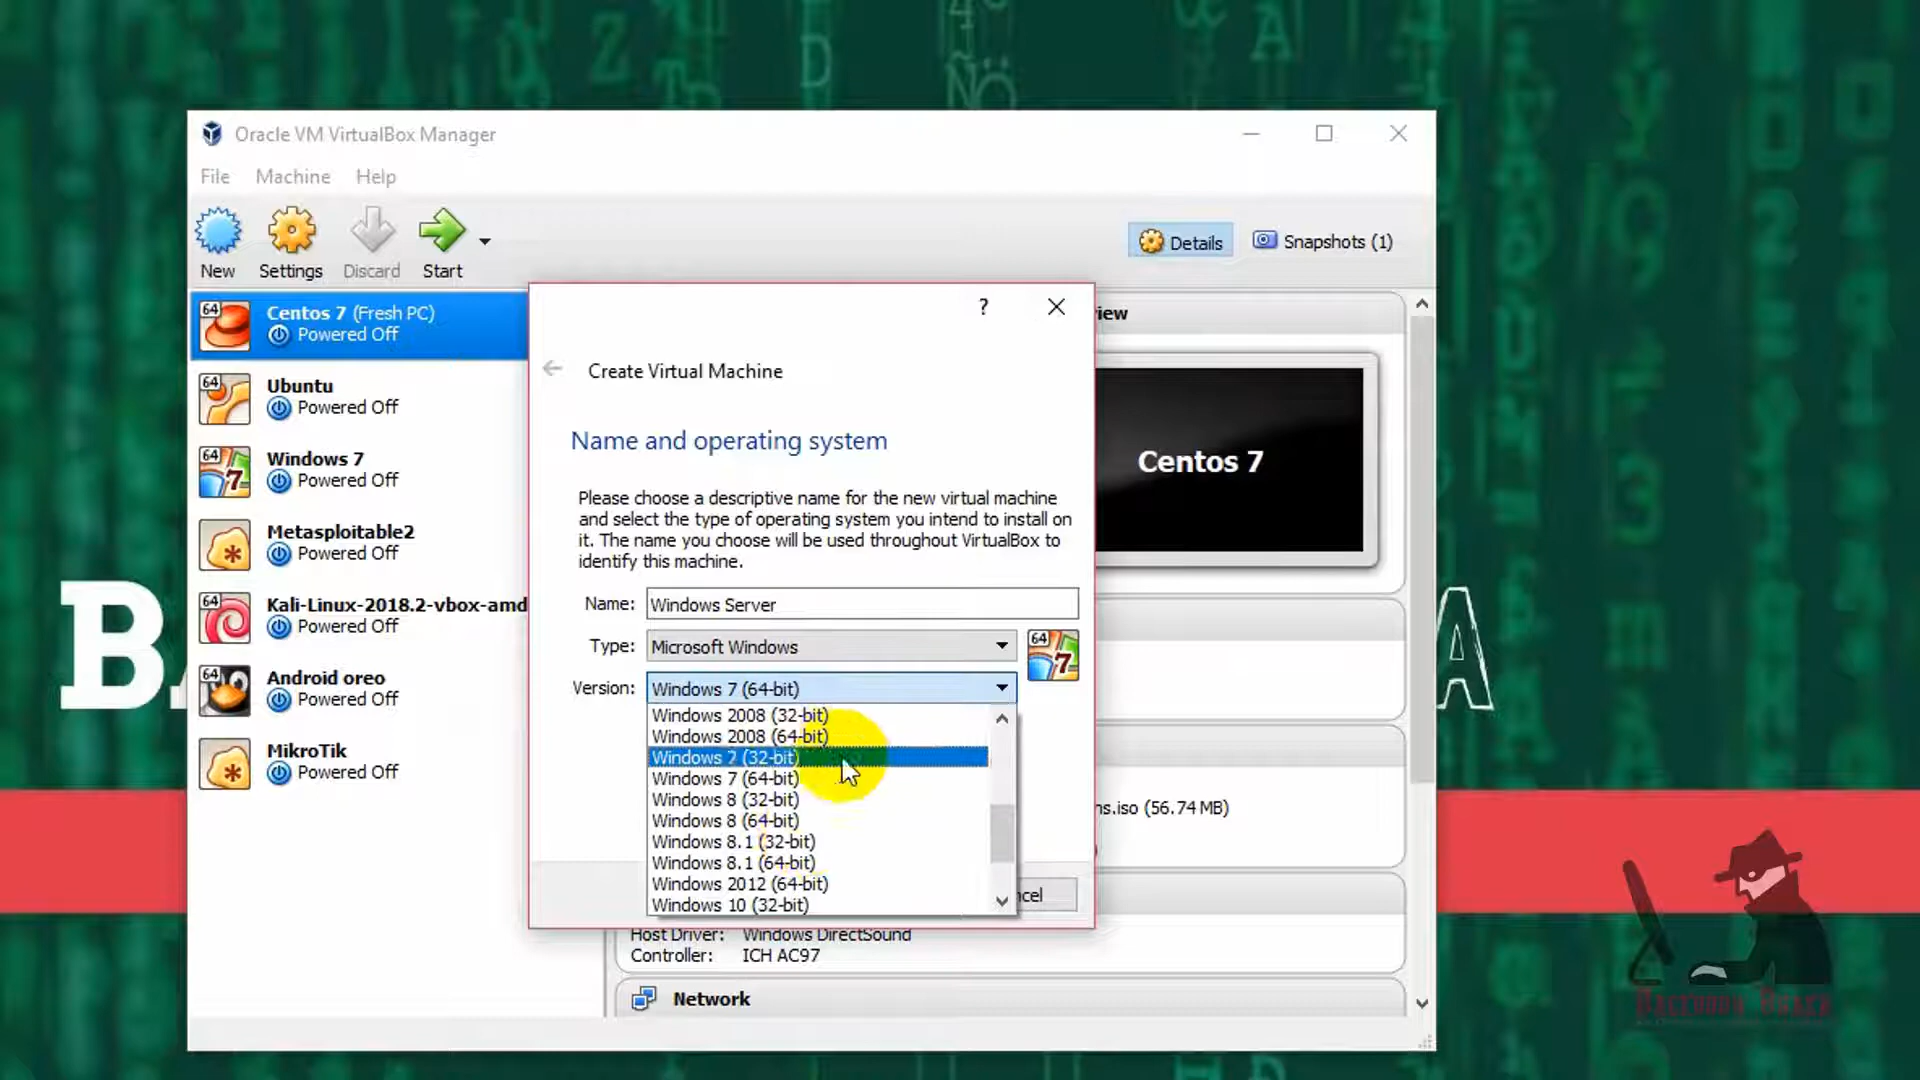 Oracle VM VirtualBox Manager
File Machine Help
New Settings Discard Start
Details Snapshots (1)
Centos 7 (Fresh PC)
Powered Off
Ubuntu
Powered Off
Windows 7
Powered Off
Metasploitable2
Powered Off
Kali-Linux-2018.2-vbox-amd
Powered Off
Android oreo
Powered Off
MikroTik
Powered Off
?
Create Virtual Machine
Name and operating system
Please choose a descriptive name for the new virtual machine
and select the type of operating system you intend to install on
it. The name you choose will be used throughout VirtualBox to
identify this machine.
Name: Windows Server
Type: Microsoft Windows
Version: Windows 7 (64-bit)
Windows 2008 (32-bit)
Windows 2008 (64-bit)
Windows 7 (32-bit)
Windows 7 (64-bit)
Windows 8 (32-bit)
Windows 8 (64-bit)
Windows 8.1 (32-bit)
Windows 8.1 (64-bit)
Windows 2012 (64-bit)
Windows 10 (32-bit)
ncel
iew
Centos 7
ns.iso (56.74 MB)
Host Driver: Windows DirectSound
Controller: ICH AC97
Network